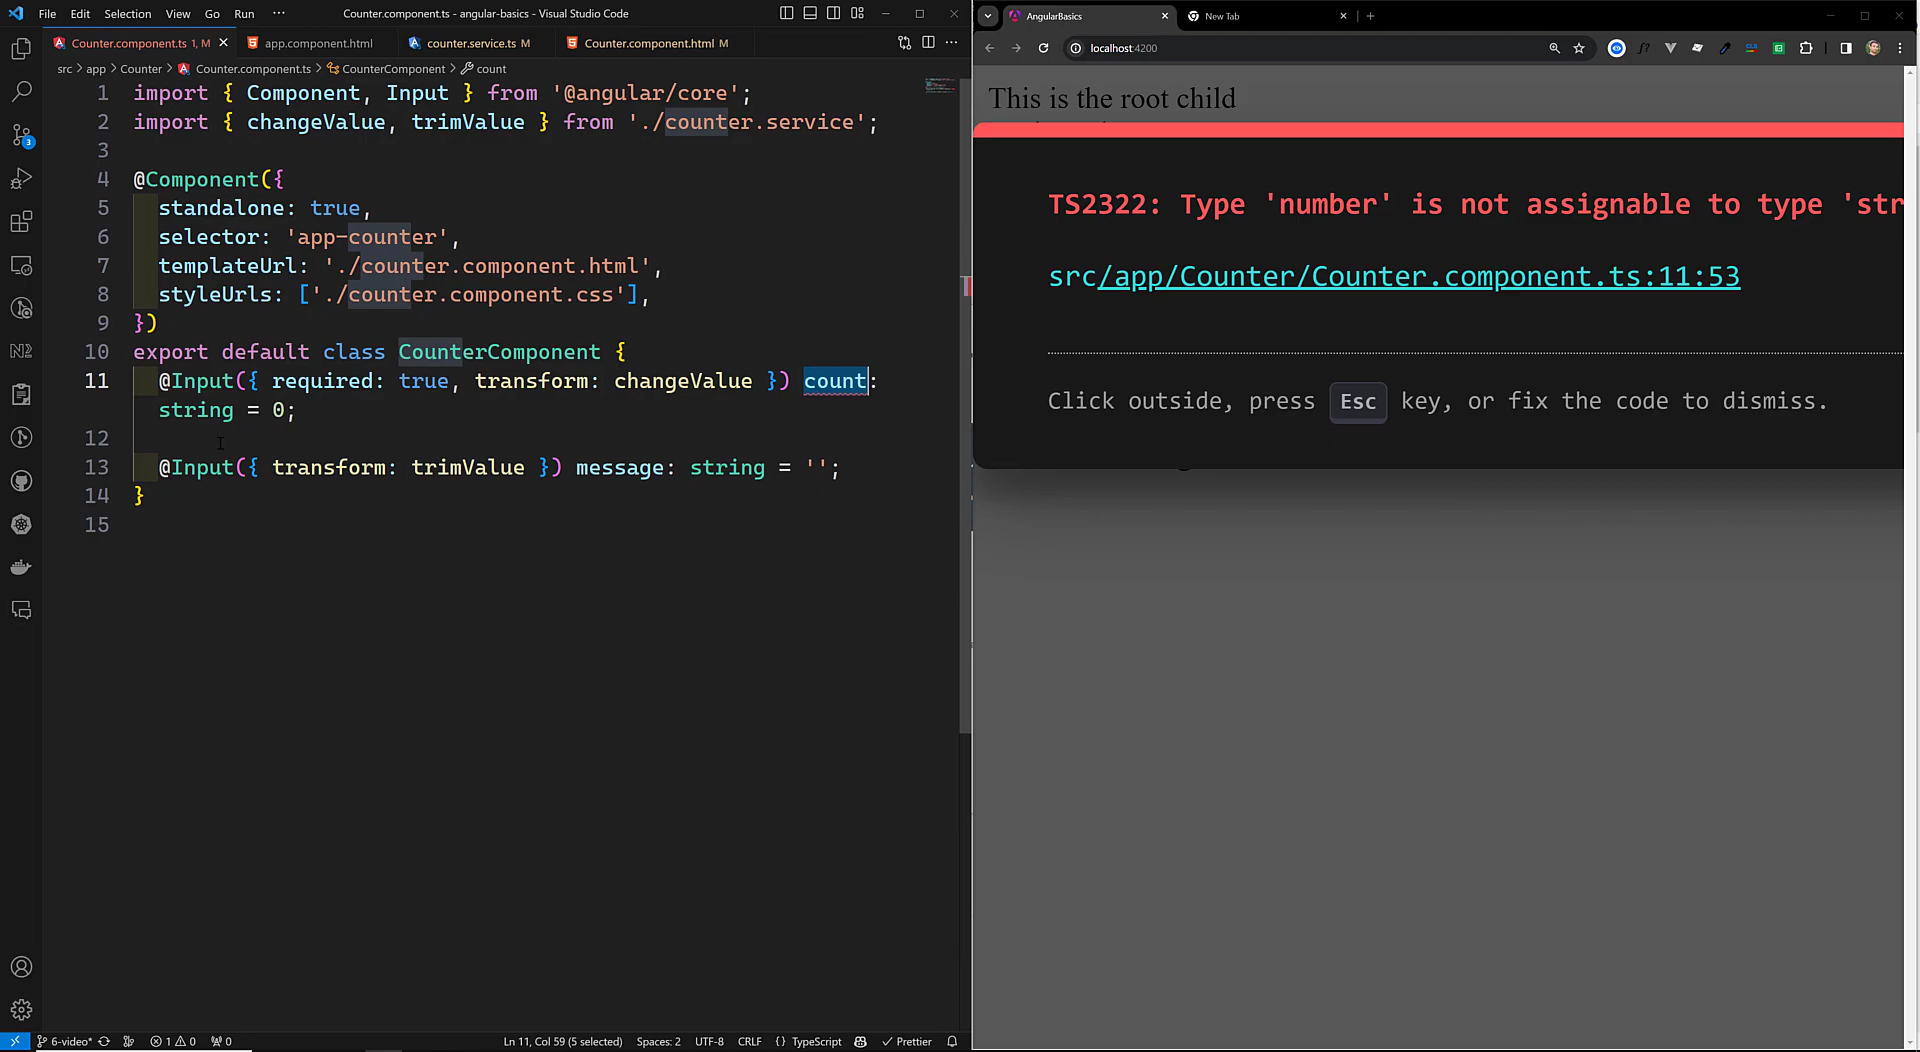 File Edit Selection View Go Run ··· Counter.component.ts - angular-basics - Visual Studio Code
Counter.component.ts 1, M app.component.html counter.service.ts M Counter.component.html M
src > app > Counter > Counter.component.ts > CounterComponent > count
1 import { Component, Input } from '@angular/core';
2 import { changeValue, trimValue } from './counter.service';
3
4 @Component({
5 standalone: true,
6 selector: 'app-counter',
7 templateUrl: './counter.component.html',
8 styleUrls: ['./counter.component.css'],
9 })
10 export default class CounterComponent {
11 @Input({ required: true, transform: changeValue }) count:
string = 0;
12
13 @Input({ transform: trimValue }) message: string = '';
14 }
15
3
6-video* 1 0 0 Ln 11, Col 59 (5 selected) Spaces: 2 UTF-8 CRLF {} TypeScript Prettier
AngularBasics New Tab
localhost:4200
This is the root child
TS2322: Type 'number' is not assignable to type 'str
src/app/Counter/Counter.component.ts:11:53
Click outside, press Esc key, or fix the code to dismiss.